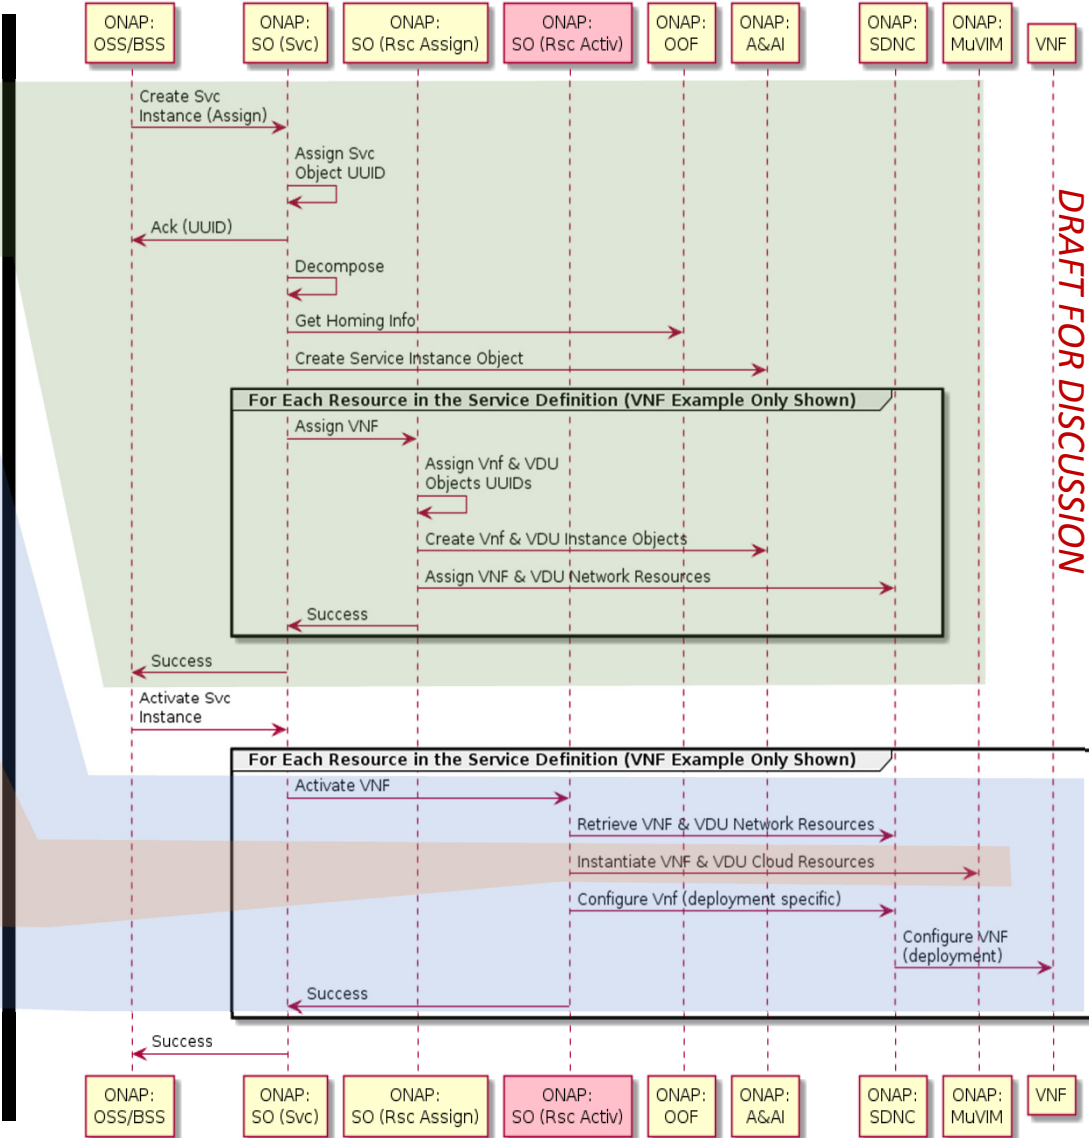 ONAP:
OSS/BSS
ONAP:
SO (Svc)
ONAP:
SO (Rsc Assign)
ONAP:
SO (Rsc Activ)
ONAP:
OOF
ONAP:
A&AI
ONAP:
SDNC
ONAP:
MuVIM
VNF
Create Svc
Instance (Assign)
Assign Svc
Object UUID
Ack (UUID)
Decompose
Get Homing Info
Create Service Instance Object
For Each Resource in the Service Definition (VNF Example Only Shown)
Assign VNF
Assign Vnf & VDU
Objects UUIDs
Create Vnf & VDU Instance Objects
Assign VNF & VDU Network Resources
Success
Success
DRAFT FOR DISCUSSION
Activate Svc
Instance
For Each Resource in the Service Definition (VNF Example Only Shown)
Activate VNF
Retrieve VNF & VDU Network Resources
Instantiate VNF & VDU Cloud Resources
Configure Vnf (deployment specific)
Configure VNF
(deployment)
Success
Success
ONAP:
OSS/BSS
ONAP:
SO (Svc)
ONAP:
SO (Rsc Assign)
ONAP:
SO (Rsc Activ)
ONAP:
OOF
ONAP:
A&AI
ONAP:
SDNC
ONAP:
MuVIM
VNF